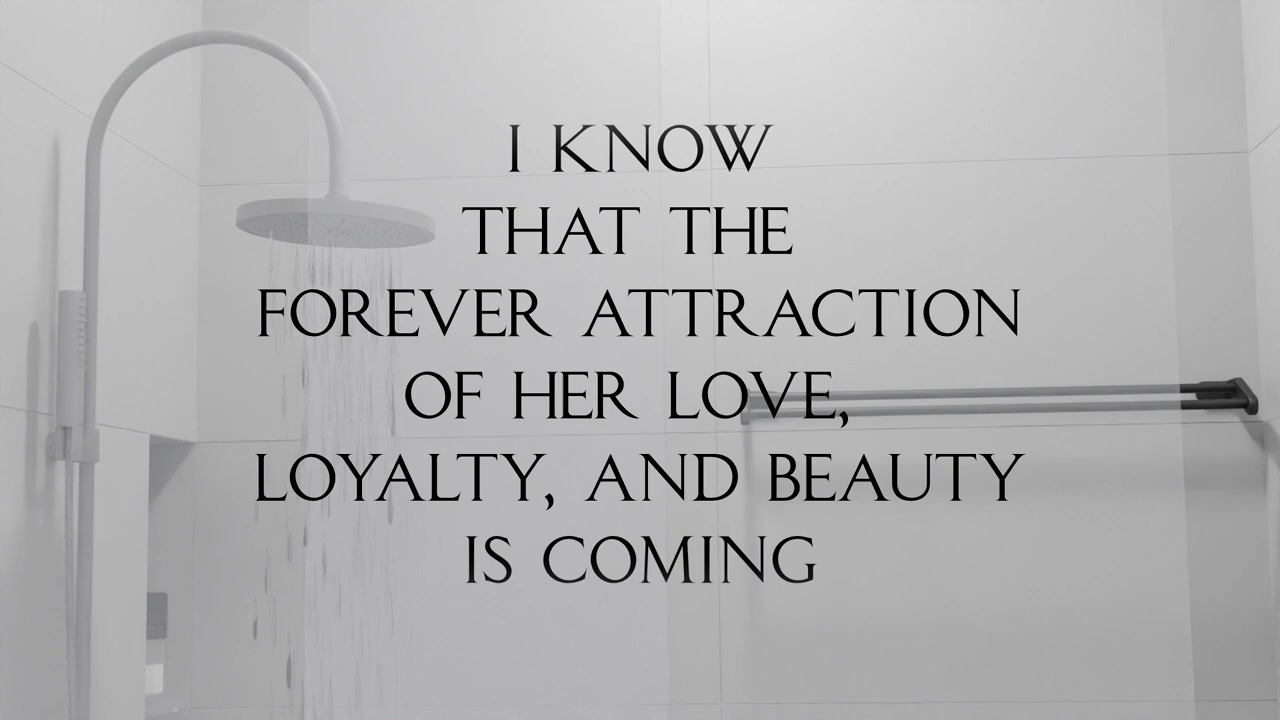 I KNOW
THAT THE
FOREVER ATTRACTION
OF HER LOVE,
LOYALTY, AND BEAUTY
IS COMING